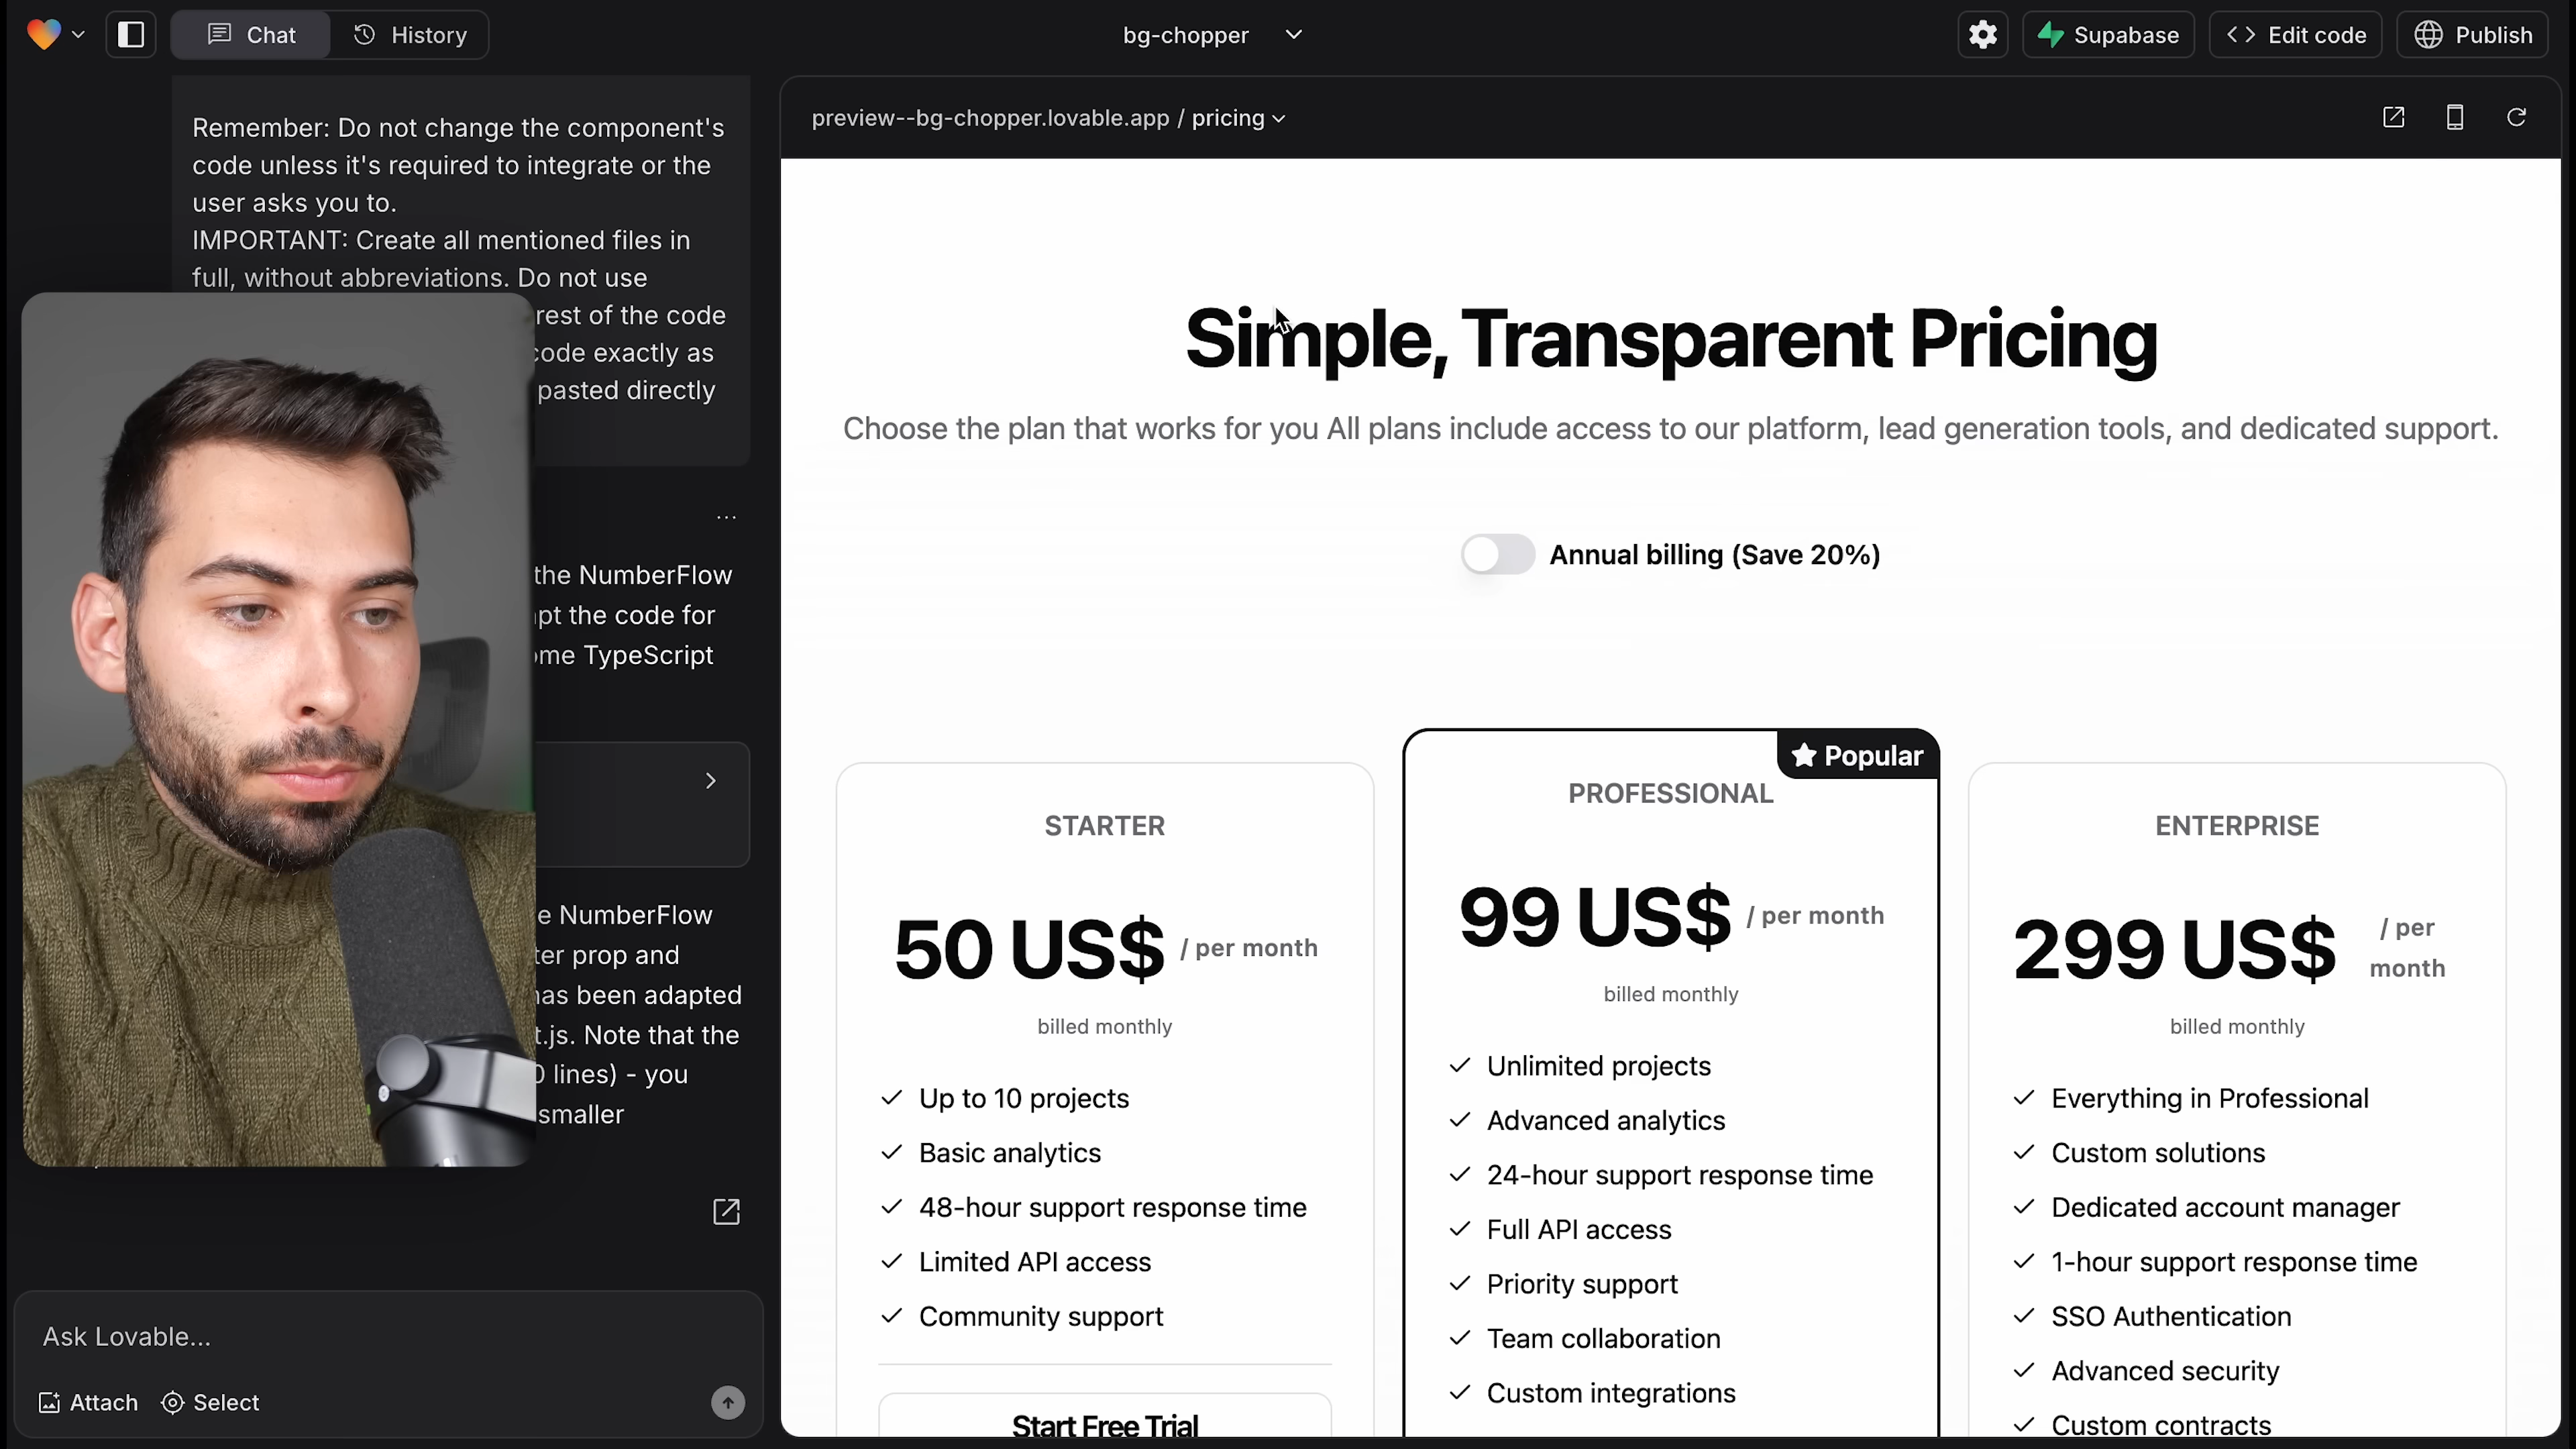 Chat
History
bg-chopper
Supabase
Edit code
Publish
Remember: Do not change the component's
code unless it's required to integrate or the
user asks you to.
IMPORTANT: Create all mentioned files in
full, without abbreviations. Do not use
rest of the code
code exactly as
pasted directly
...
the NumberFlow
pt the code for
me TypeScript
e NumberFlow
ter prop and
has been adapted
t.js. Note that the
0 lines) - you
smaller
Ask Lovable...
Attach
Select
preview--bg-chopper.lovable.app / pricing
Simple, Transparent Pricing
Choose the plan that works for you All plans include access to our platform, lead generation tools, and dedicated support.
Annual billing (Save 20%)
STARTER
50 US$ / per month
billed monthly
Up to 10 projects
Basic analytics
48-hour support response time
Limited API access
Community support
Start Free Trial
Popular
PROFESSIONAL
99 US$ / per month
billed monthly
Unlimited projects
Advanced analytics
24-hour support response time
Full API access
Priority support
Team collaboration
Custom integrations
ENTERPRISE
299 US$ / per
month
billed monthly
Everything in Professional
Custom solutions
Dedicated account manager
1-hour support response time
SSO Authentication
Advanced security
Custom contracts